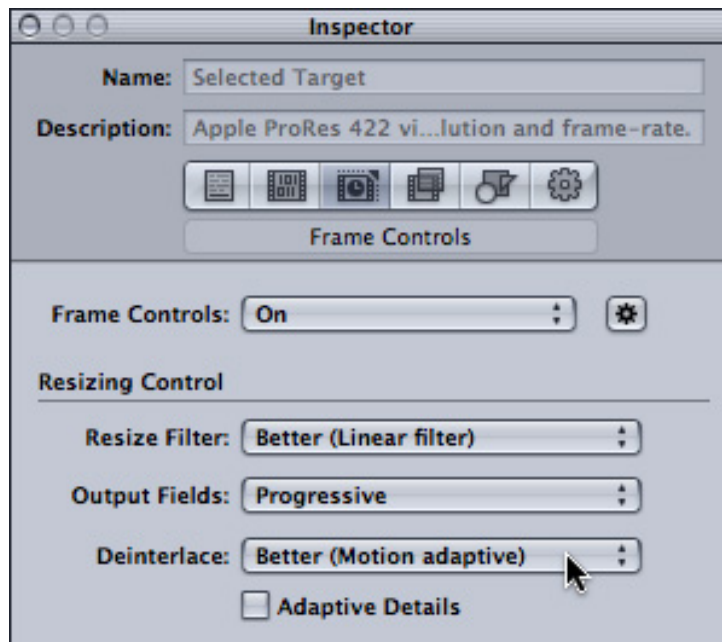 Inspector
Name: Selected Target
Description: Apple ProRes 422 vi...lution and frame-rate.
Frame Controls
Frame Controls: On
Resizing Control
Resize Filter: Better (Linear filter)
Output Fields: Progressive
Deinterlace: Better (Motion adaptive)
Adaptive Details